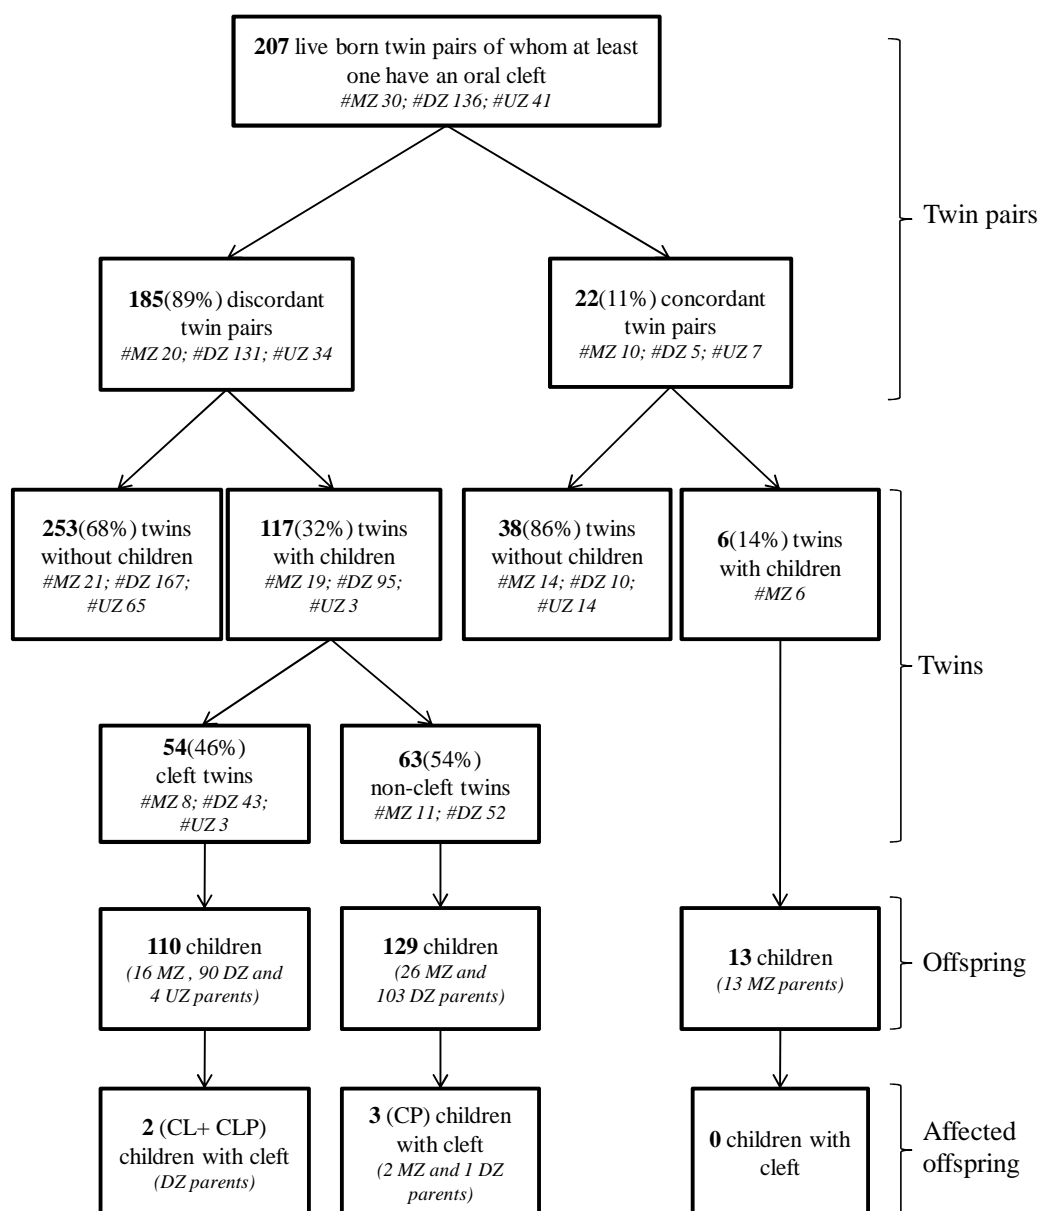 207 live born twin pairs of whom at least
one have an oral cleft
#MZ 30; #DZ 136; #UZ 41
Twin pairs
185(89%) discordant
twin pairs
#MZ 20; #DZ 131; #UZ 34
22(11%) concordant
twin pairs
#MZ 10; #DZ 5; #UZ 7
253(68%) twins
without children
#MZ 21; #DZ 167;
#UZ 65
117(32%) twins
with children
#MZ 19; #DZ 95;
#UZ 3
38(86%) twins
without children
#MZ 14; #DZ 10;
#UZ 14
6(14%) twins
with children
#MZ 6
Twins
54(46%)
cleft twins
#MZ 8; #DZ 43;
#UZ 3
63(54%)
non-cleft twins
#MZ 11; #DZ 52
110 children
(16 MZ , 90 DZ and
4 UZ parents)
129 children
(26 MZ and
103 DZ parents)
13 children
(13 MZ parents)
Offspring
2 (CL+ CLP)
children with cleft
(DZ parents)
3 (CP) children
with cleft
(2 MZ and 1 DZ
parents)
0 children with
cleft
Affected
offspring